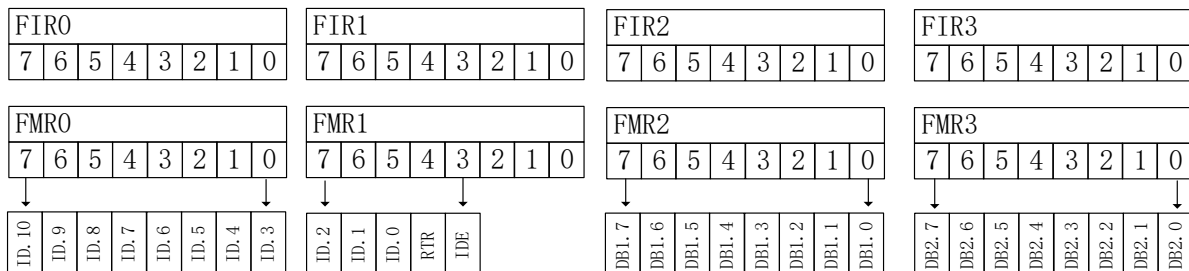 FIR0 FIR1 FIR2 FIR3
7 6 5 4 3 2 1 0 7 6 5 4 3 2 1 0 7 6 5 4 3 2 1 0 7 6 5 4 3 2 1 0
FMR0 FMR1 FMR2 FMR3
7 6 5 4 3 2 1 0 7 6 5 4 3 2 1 0 7 6 5 4 3 2 1 0 7 6 5 4 3 2 1 0
ID.10 ID.9 ID.8 ID.7 ID.6 ID.5 ID.4 ID.3 ID.2 ID.1 ID.0 RTR IDE DB1.7 DB1.6 DB1.5 DB1.4 DB1.3 DB1.2 DB1.1 DB1.0 DB2.7 DB2.6 DB2.5 DB2.4 DB2.3 DB2.2 DB2.1 DB2.0